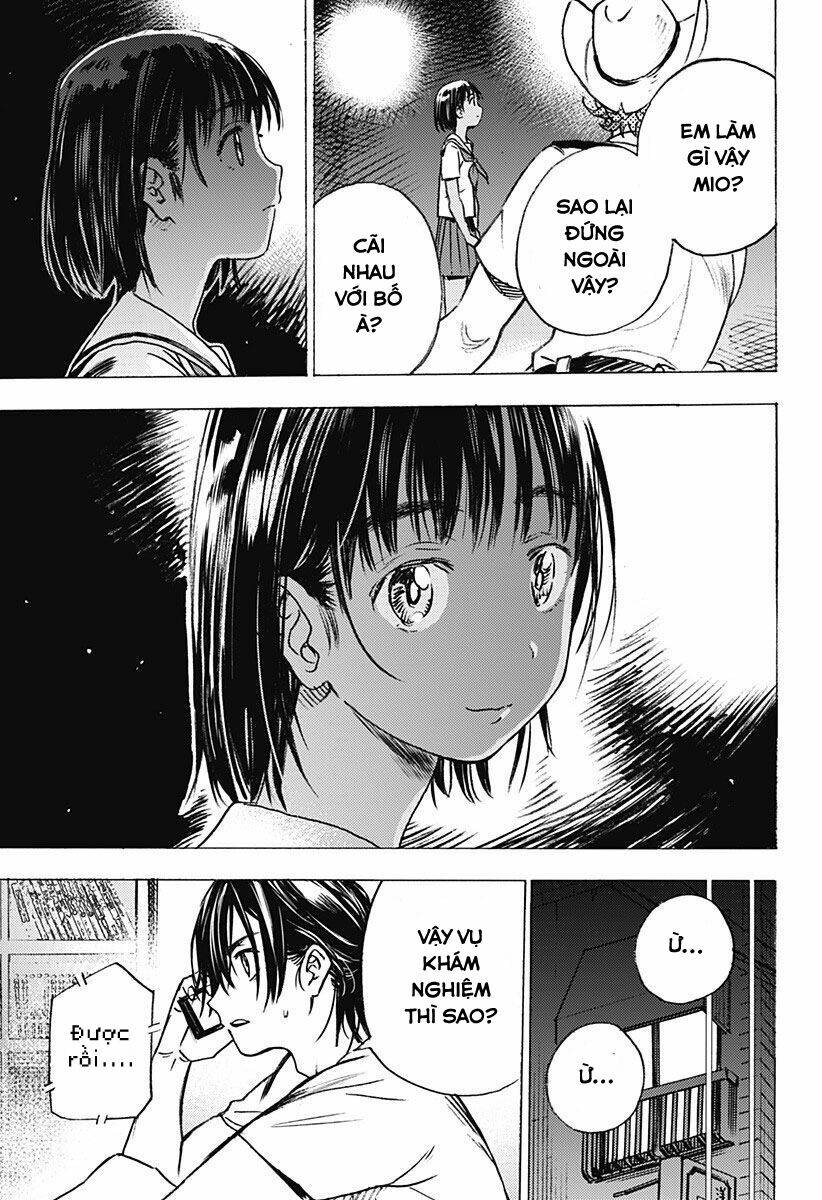 EM LÀM
GÌ VẬY
MIO?
SAO LẠI
ĐỨNG
NGOÀI
VẬY?
CÃI
NHAU
VỚI BỐ
À?
Ừ...
Ừ...
VẬY VỤ
KHÁM
NGHIỆM
THÌ SAO?
Được
rồi....
洋